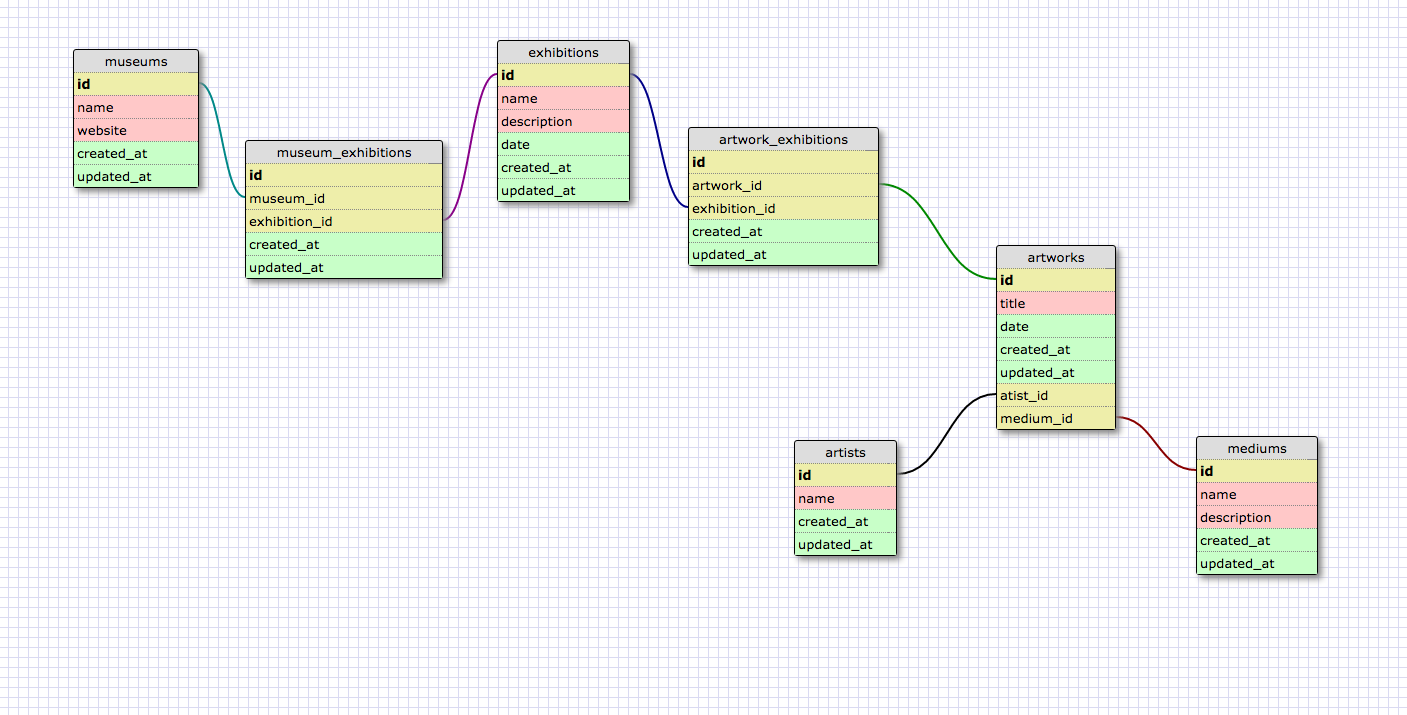 museums
id
name
website
created_at
updated_at
museum_exhibitions
id
museum_id
exhibition_id
created_at
updated_at
exhibitions
id
name
description
date
created_at
updated_at
artwork_exhibitions
id
artwork_id
exhibition_id
created_at
updated_at
artworks
id
title
date
created_at
updated_at
atist_id
medium_id
artists
id
name
created_at
updated_at
mediums
id
name
description
created_at
updated_at